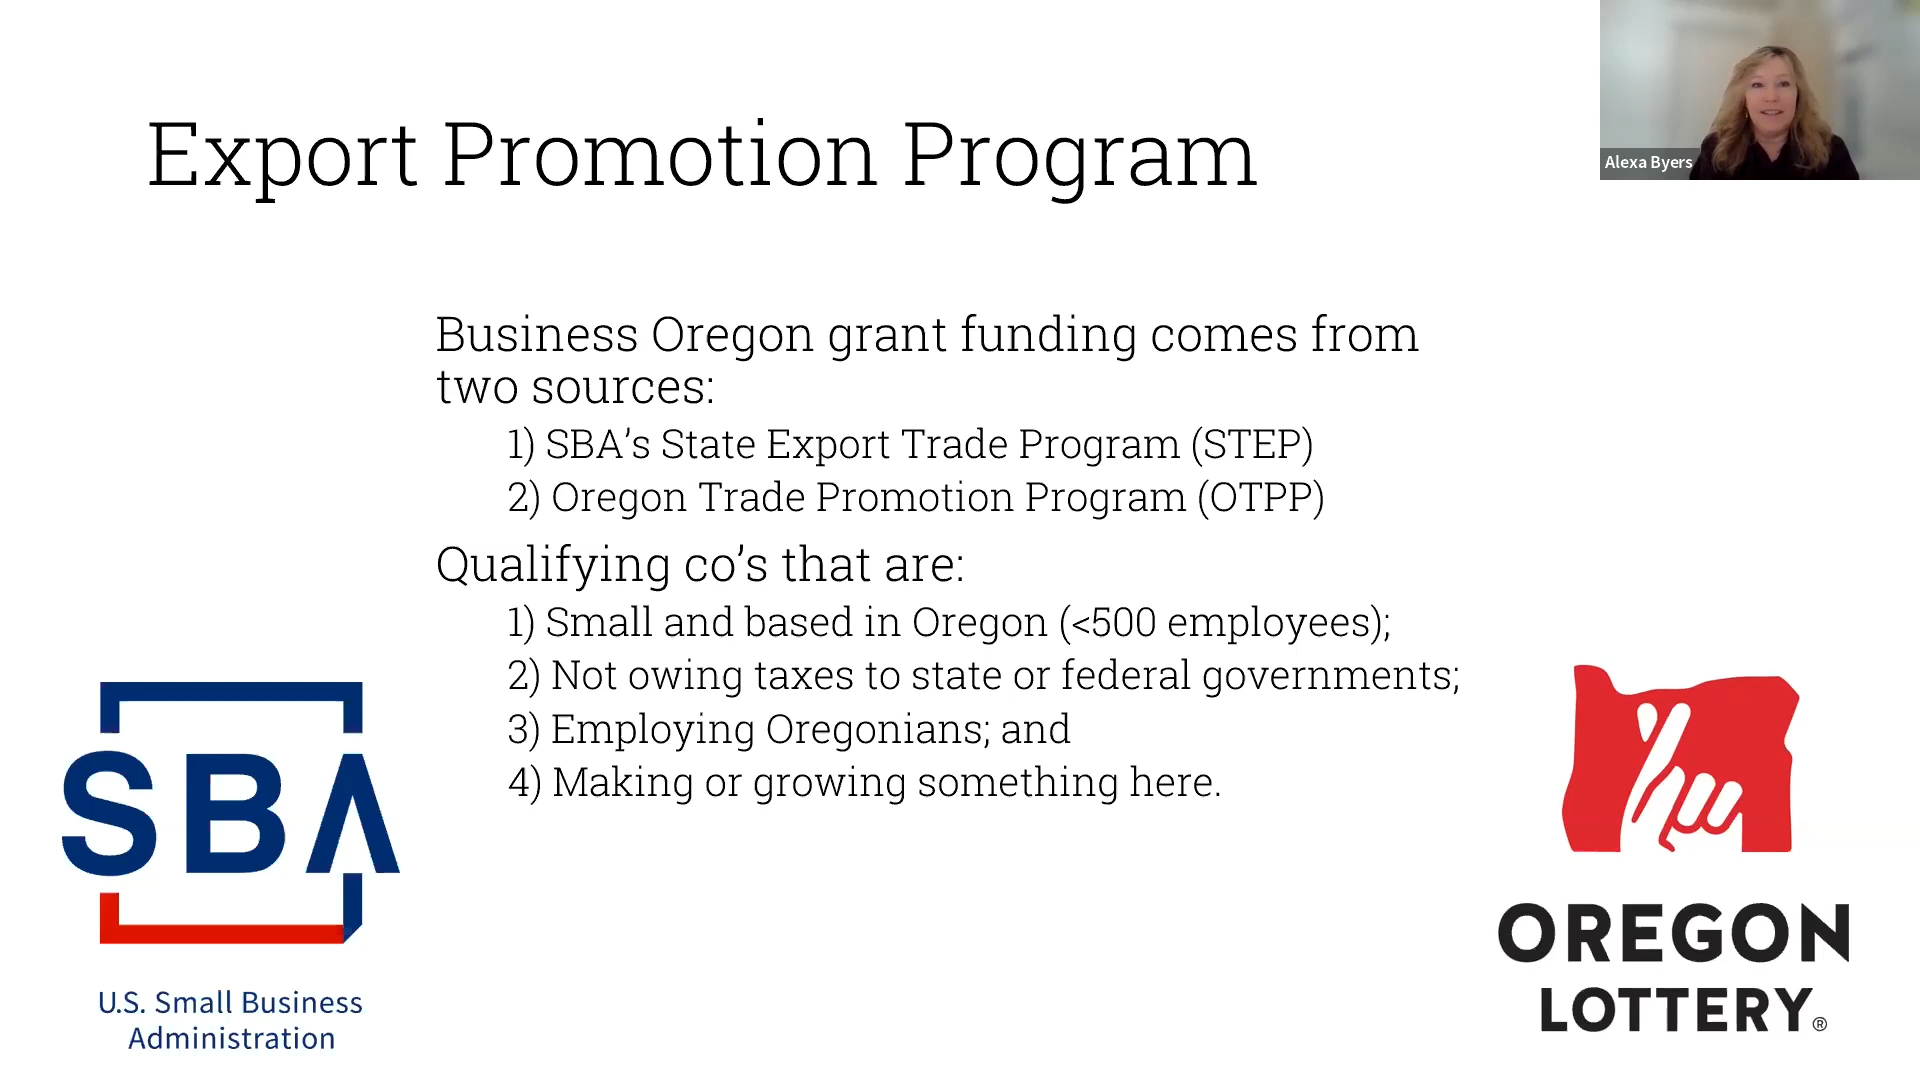 Export Promotion Program
Alexa Byers
Business Oregon grant funding comes from
two sources:
1) SBA’s State Export Trade Program (STEP)
2) Oregon Trade Promotion Program (OTPP)
Qualifying co’s that are:
1) Small and based in Oregon (<500 employees);
2) Not owing taxes to state or federal governments;
3) Employing Oregonians; and
4) Making or growing something here.
SBA
U.S. Small Business
Administration
OREGON
LOTTERY®